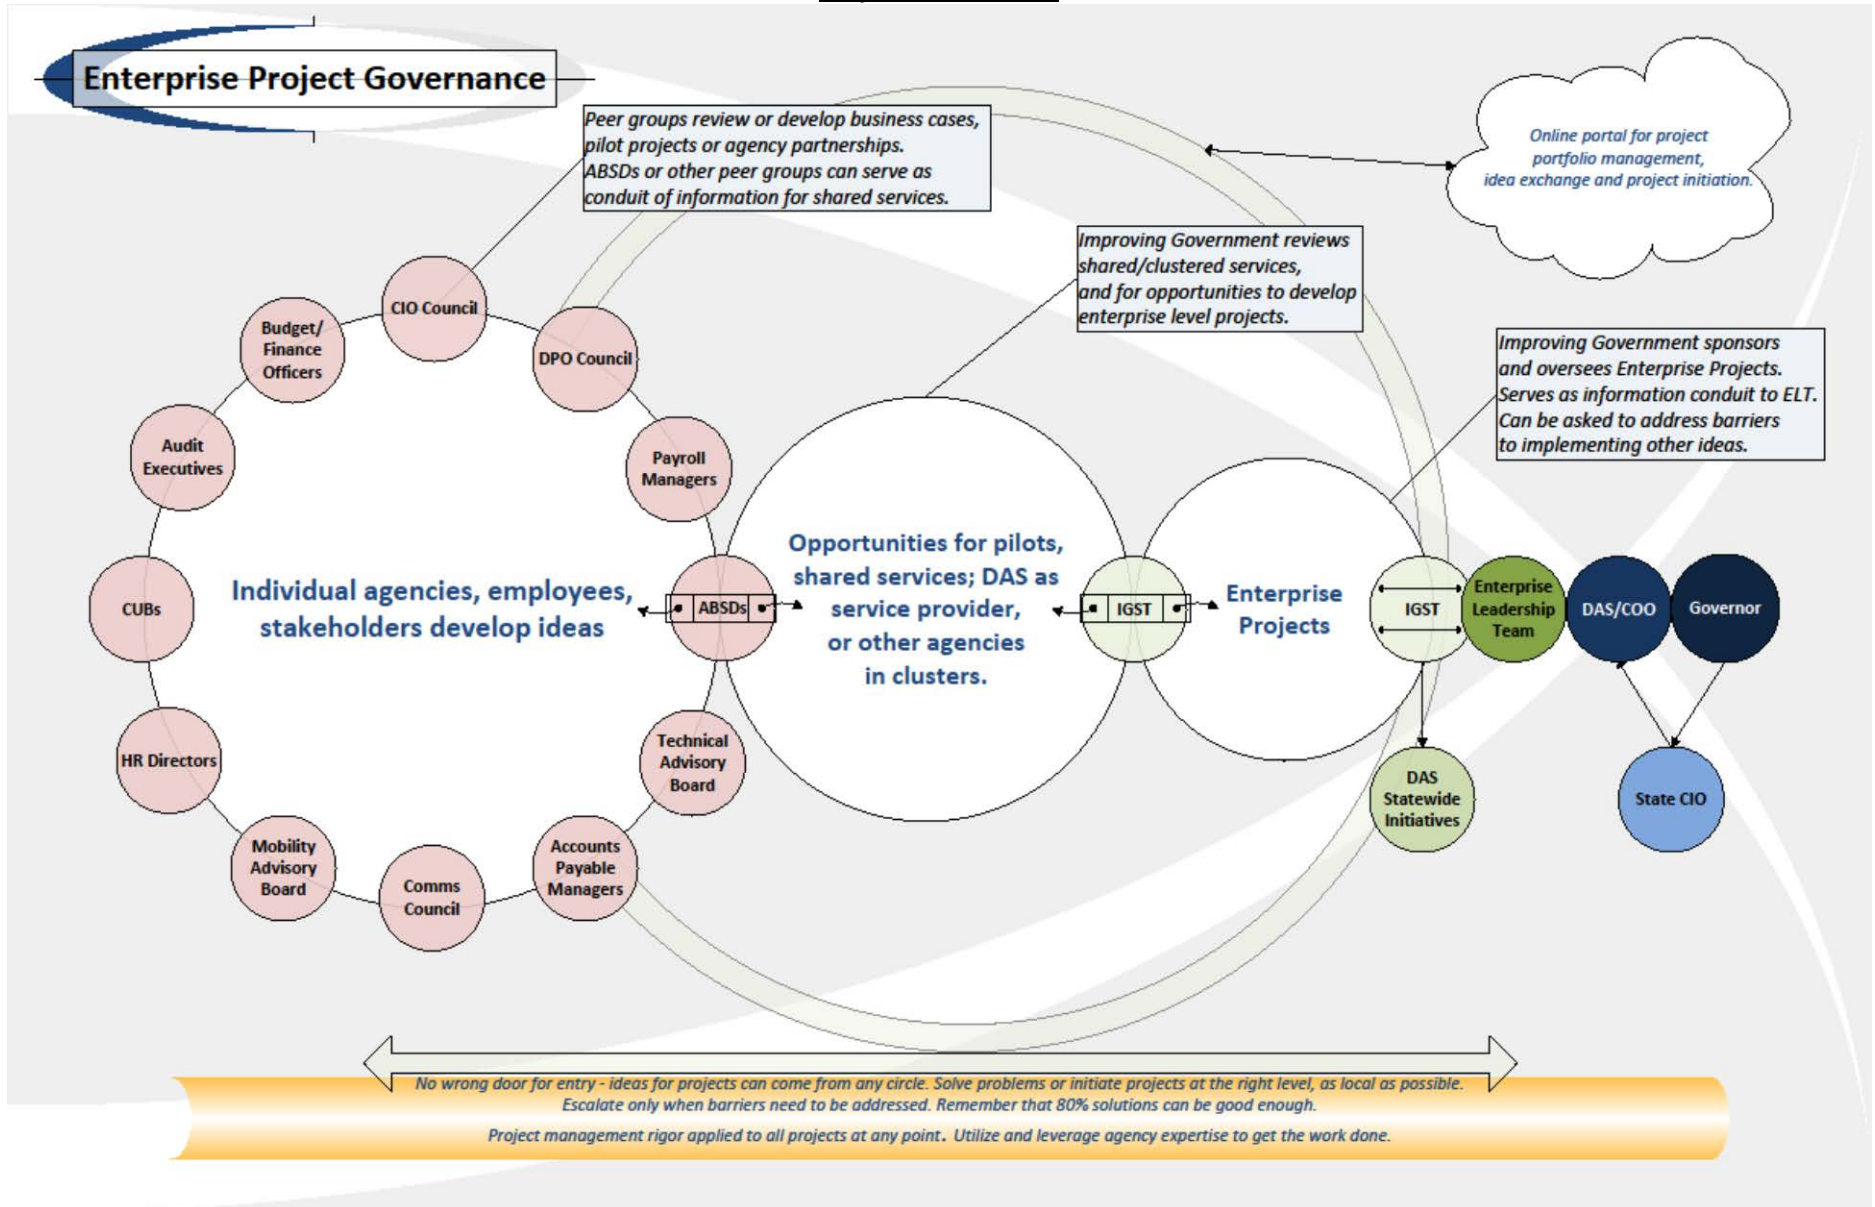 Enterprise Project Governance
Peer groups review or develop business cases,
pilot projects or agency partnerships.
ABSDs or other peer groups can serve as
conduit of information for shared services.
Online portal for project
portfolio management,
idea exchange and project initiation.
Improving Government reviews
shared/clustered services,
and for opportunities to develop
enterprise level projects.
Improving Government sponsors
and oversees Enterprise Projects.
Serves as information conduit to ELT.
Can be asked to address barriers
to implementing other ideas.
CIO Council
Budget/
Finance
Officers
DPO Council
Audit
Executives
Payroll
Managers
CUBs
Individual agencies, employees,
stakeholders develop ideas
ABSDs
Opportunities for pilots,
shared services; DAS as
service provider,
or other agencies
in clusters.
IGST
Enterprise
Projects
IGST
Enterprise
Leadership
Team
DAS/COO
Governor
HR Directors
Technical
Advisory
Board
DAS
Statewide
Initiatives
State CIO
Mobility
Advisory
Board
Comms
Council
Accounts
Payable
Managers
No wrong door for entry - ideas for projects can come from any circle. Solve problems or initiate projects at the right level, as local as possible.
Escalate only when barriers need to be addressed. Remember that 80% solutions can be good enough.
Project management rigor applied to all projects at any point. Utilize and leverage agency expertise to get the work done.